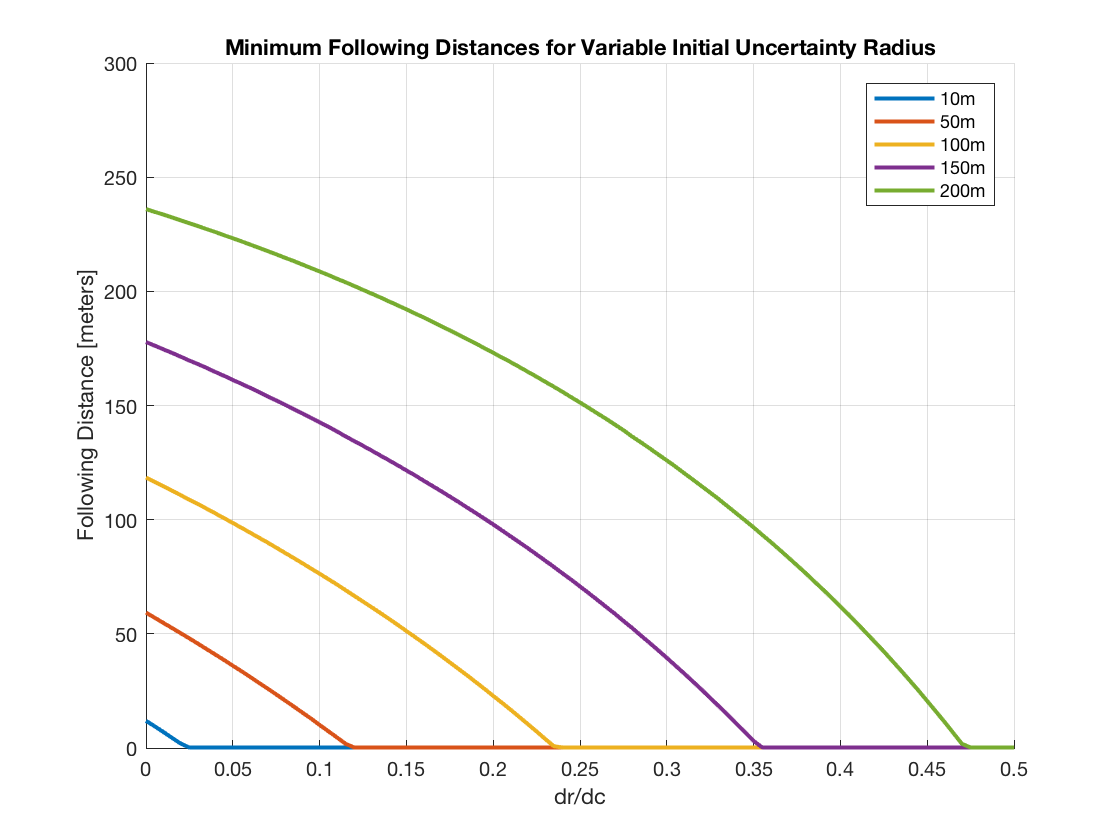 Minimum Following Distances for Variable Initial Uncertainty Radius
300
250
200
150
100
50
0
Following Distance [meters]
10m
50m
100m
150m
200m
0 0.05 0.1 0.15 0.2 0.25 0.3 0.35 0.4 0.45 0.5
dr/dc